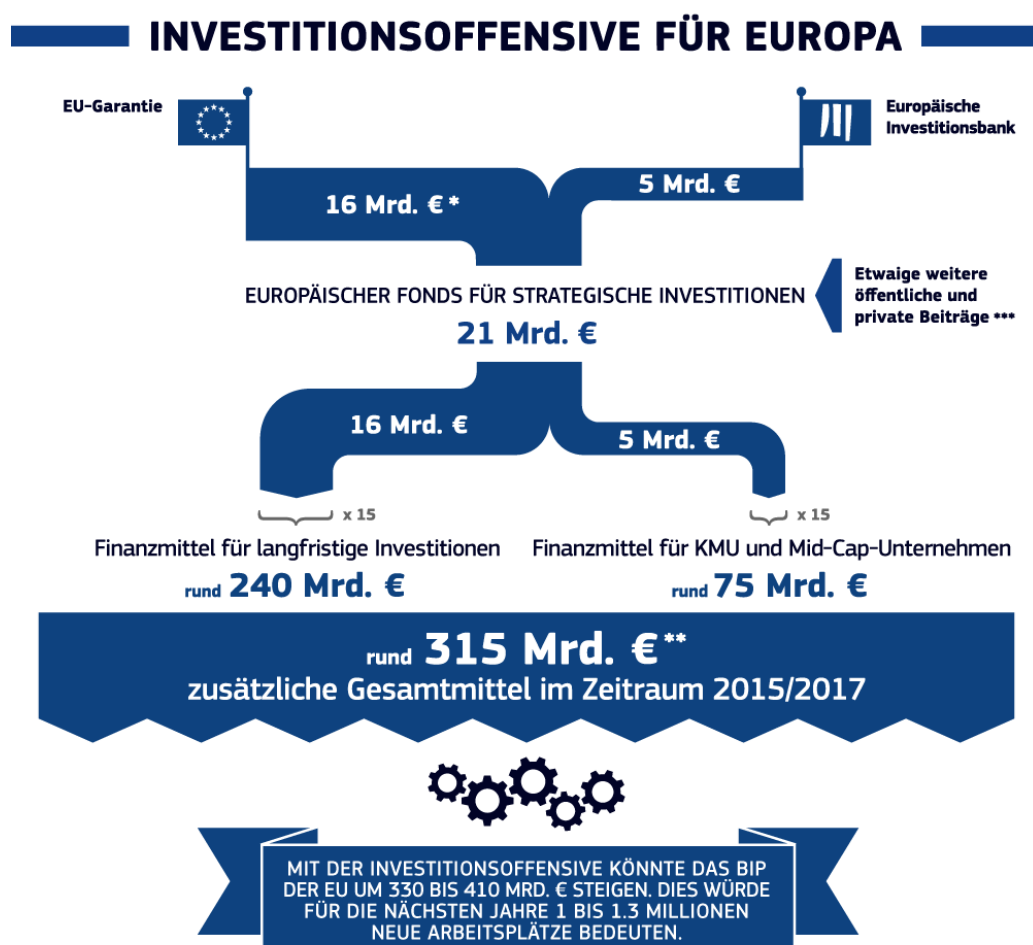 INVESTITIONSOFFENSIVE FÜR EUROPA
EU-Garantie
Europäische
Investitionsbank
16 Mrd. €*
5 Mrd. €
EUROPÄISCHER FONDS FÜR STRATEGISCHE INVESTITIONEN
21 Mrd. €
Etwaige weitere
öffentliche und
private Beiträge ***
16 Mrd. €
5 Mrd. €
x 15
x 15
Finanzmittel für langfristige Investitionen
rund 240 Mrd. €
Finanzmittel für KMU und Mid-Cap-Unternehmen
rund 75 Mrd. €
rund 315 Mrd. €**
zusätzliche Gesamtmittel im Zeitraum 2015/2017
MIT DER INVESTITIONSOFFENSIVE KÖNNTE DAS BIP
DER EU UM 330 BIS 410 MRD. € STEIGEN. DIES WÜRDE
FÜR DIE NÄCHSTEN JAHRE 1 BIS 1.3 MILLIONEN
NEUE ARBEITSPLÄTZE BEDEUTEN.